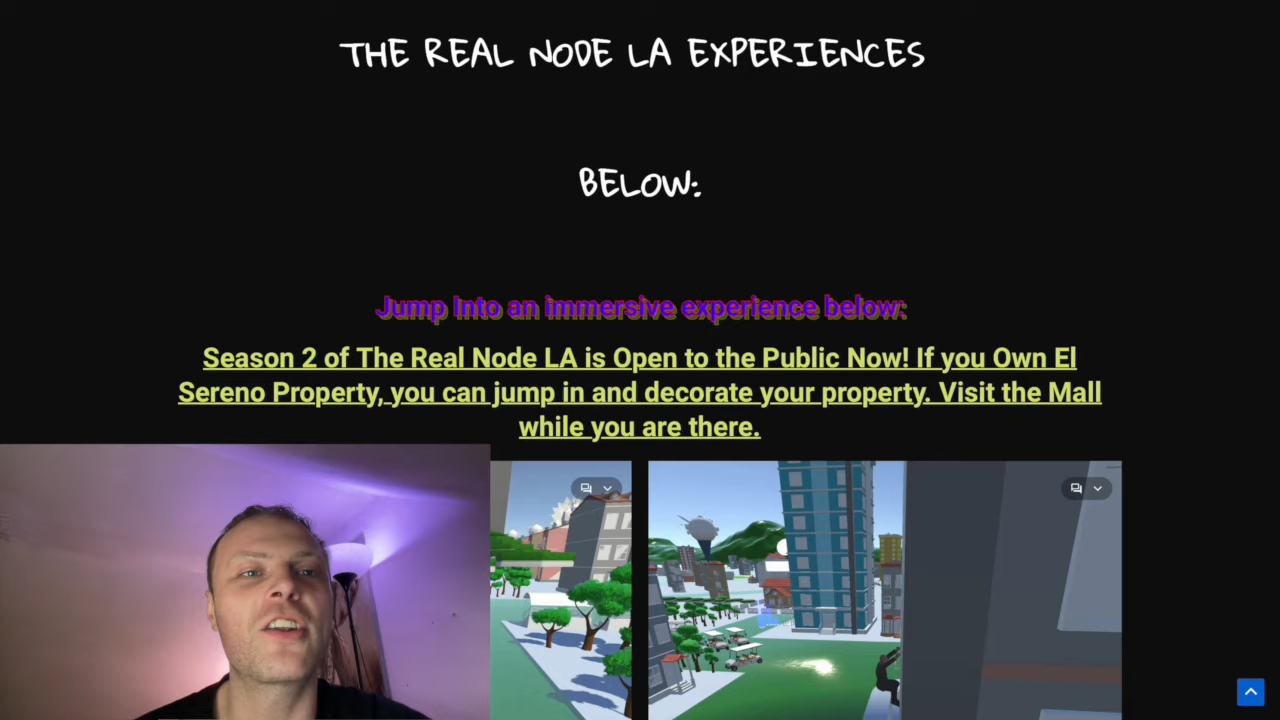 THE REAL NODE LA EXPERIENCES
BELOW:
Jump Into an immersive experience below:
Season 2 of The Real Node LA is Open to the Public Now! If you Own El
Sereno Property, you can jump in and decorate your property. Visit the Mall
while you are there.